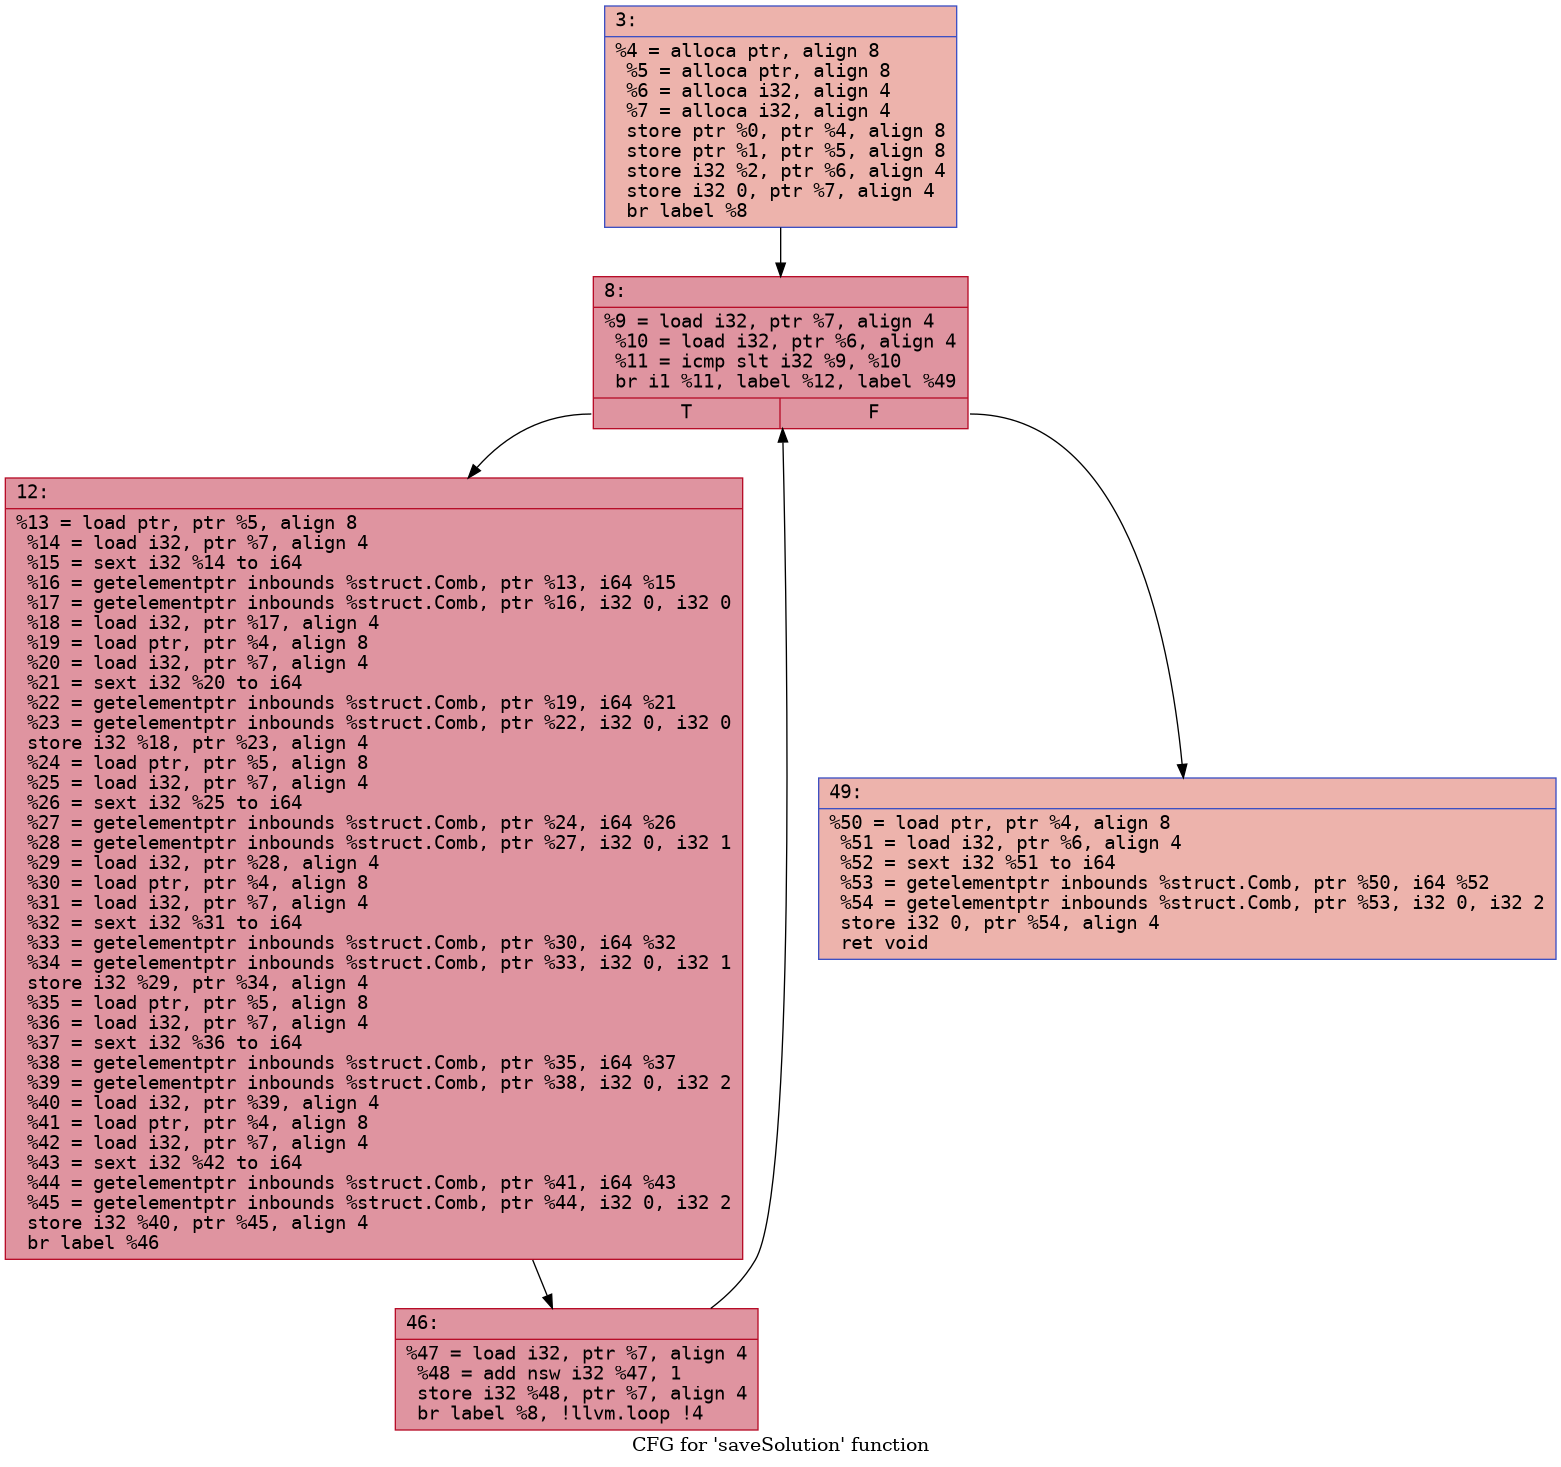 3:
%4 = alloca ptr, align 8
%5 = alloca ptr, align 8
%6 = alloca i32, align 4
%7 = alloca i32, align 4
store ptr %0, ptr %4, align 8
store ptr %1, ptr %5, align 8
store i32 %2, ptr %6, align 4
store i32 0, ptr %7, align 4
br label %8
8:
%9 = load i32, ptr %7, align 4
%10 = load i32, ptr %6, align 4
%11 = icmp slt i32 %9, %10
br i1 %11, label %12, label %49
T F
12:
%13 = load ptr, ptr %5, align 8
%14 = load i32, ptr %7, align 4
%15 = sext i32 %14 to i64
%16 = getelementptr inbounds %struct.Comb, ptr %13, i64 %15
%17 = getelementptr inbounds %struct.Comb, ptr %16, i32 0, i32 0
%18 = load i32, ptr %17, align 4
%19 = load ptr, ptr %4, align 8
%20 = load i32, ptr %7, align 4
%21 = sext i32 %20 to i64
%22 = getelementptr inbounds %struct.Comb, ptr %19, i64 %21
%23 = getelementptr inbounds %struct.Comb, ptr %22, i32 0, i32 0
store i32 %18, ptr %23, align 4
%24 = load ptr, ptr %5, align 8
%25 = load i32, ptr %7, align 4
%26 = sext i32 %25 to i64
%27 = getelementptr inbounds %struct.Comb, ptr %24, i64 %26
%28 = getelementptr inbounds %struct.Comb, ptr %27, i32 0, i32 1
%29 = load i32, ptr %28, align 4
%30 = load ptr, ptr %4, align 8
%31 = load i32, ptr %7, align 4
%32 = sext i32 %31 to i64
%33 = getelementptr inbounds %struct.Comb, ptr %30, i64 %32
%34 = getelementptr inbounds %struct.Comb, ptr %33, i32 0, i32 1
store i32 %29, ptr %34, align 4
%35 = load ptr, ptr %5, align 8
%36 = load i32, ptr %7, align 4
%37 = sext i32 %36 to i64
%38 = getelementptr inbounds %struct.Comb, ptr %35, i64 %37
%39 = getelementptr inbounds %struct.Comb, ptr %38, i32 0, i32 2
%40 = load i32, ptr %39, align 4
%41 = load ptr, ptr %4, align 8
%42 = load i32, ptr %7, align 4
%43 = sext i32 %42 to i64
%44 = getelementptr inbounds %struct.Comb, ptr %41, i64 %43
%45 = getelementptr inbounds %struct.Comb, ptr %44, i32 0, i32 2
store i32 %40, ptr %45, align 4
br label %46
49:
%50 = load ptr, ptr %4, align 8
%51 = load i32, ptr %6, align 4
%52 = sext i32 %51 to i64
%53 = getelementptr inbounds %struct.Comb, ptr %50, i64 %52
%54 = getelementptr inbounds %struct.Comb, ptr %53, i32 0, i32 2
store i32 0, ptr %54, align 4
ret void
46:
%47 = load i32, ptr %7, align 4
%48 = add nsw i32 %47, 1
store i32 %48, ptr %7, align 4
br label %8, !llvm.loop !4
CFG for 'saveSolution' function